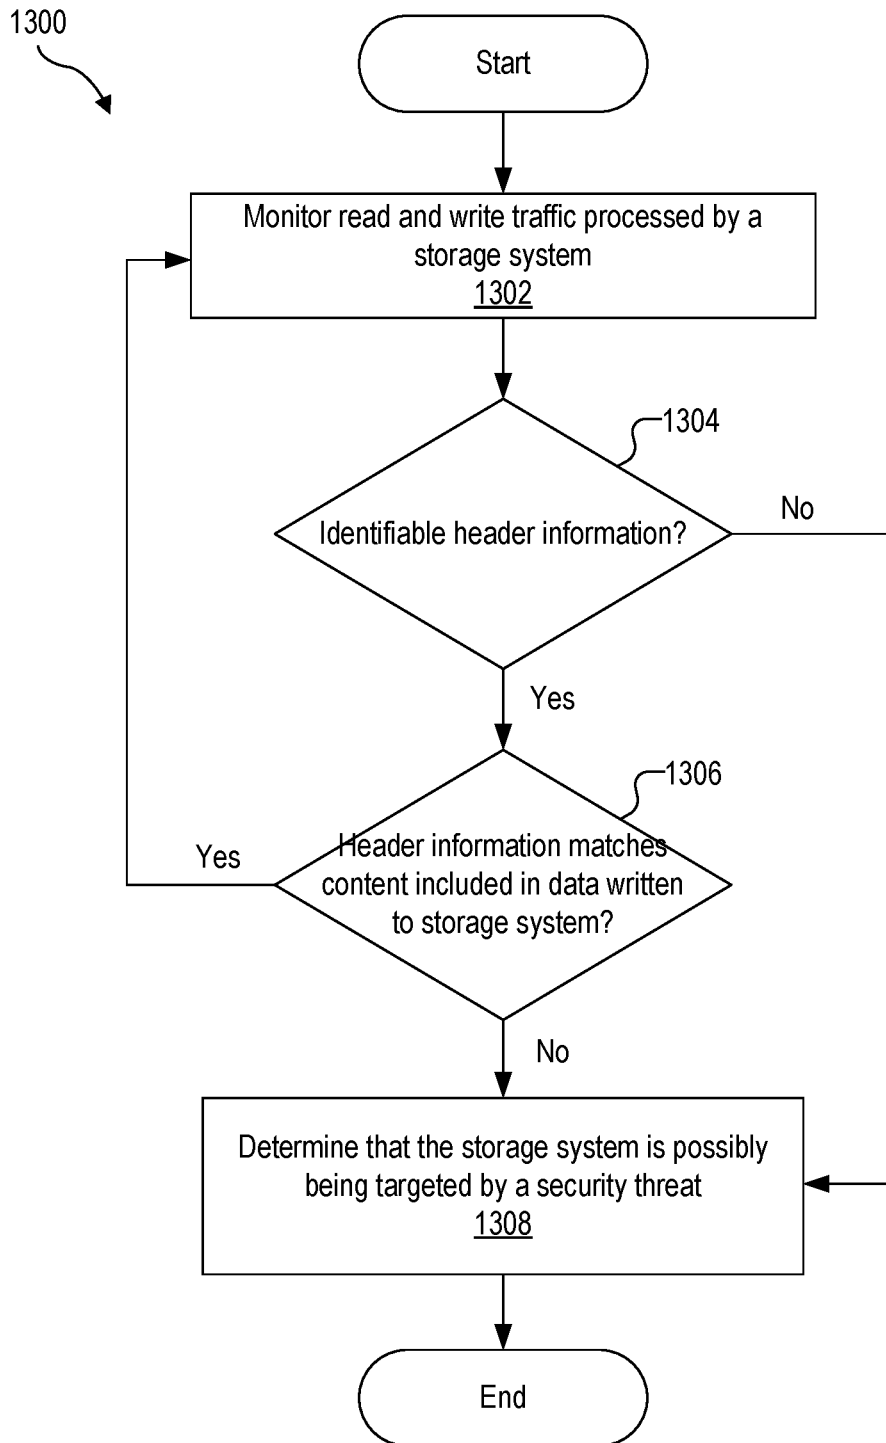 1300
Start
Monitor read and write traffic processed by a
storage system
1302
1304
Identifiable header information?
No
Yes
1306
Header information matches
content included in data written
to storage system?
Yes
No
Determine that the storage system is possibly
being targeted by a security threat
1308
End